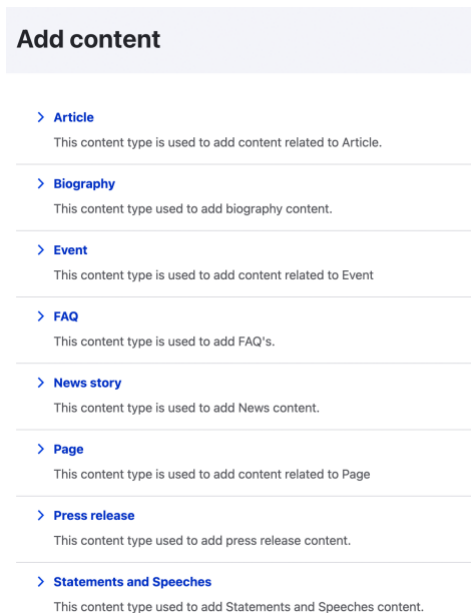 Add content
Article
This content type is used to add content related to Article.
Biography
This content type used to add biography content.
Event
This content type is used to add content related to Event
FAQ
This content type is used to add FAQ's.
News story
This content type is used to add News content.
Page
This content type is used to add content related to Page
Press release
This content type used to add press release content.
Statements and Speeches
This content type used to add Statements and Speeches content.